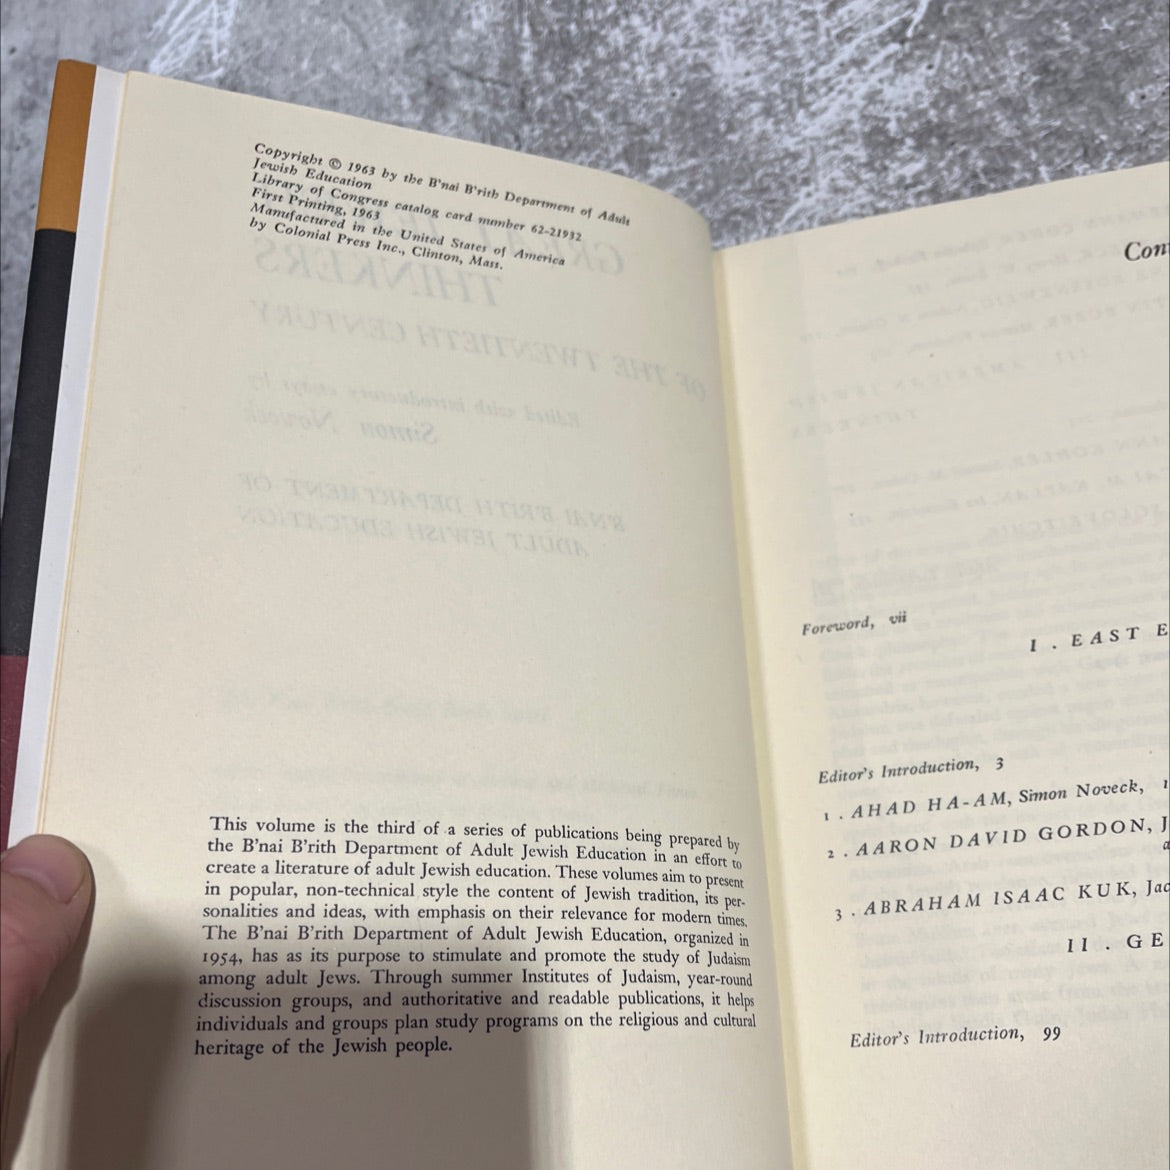 Copyright © 1963 by the B'nai B'rith Department of Adult
Jewish Education
Library of Congress catalog card number 62-21932
First Printing, 1963
Manufactured in the United States of America
by Colonial Press Inc., Clinton, Mass.
This volume is the third of a series of publications being prepared by
the B'nai B'rith Department of Adult Jewish Education in an effort to
create a literature of adult Jewish education. These volumes aim to present
in popular, non-technical style the content of Jewish tradition, its per-
sonalities and ideas, with emphasis on their relevance for modern times.
The B'nai B'rith Department of Adult Jewish Education, organized in
1954, has as its purpose to stimulate and promote the study of Judaism
among adult Jews. Through summer Institutes of Judaism, year-round
discussion groups, and authoritative and readable publications, it helps
individuals and groups plan study programs on the religious and cultural
heritage of the Jewish people.
Con
Foreword, vii
I . EAST E
Editor's Introduction, 3
1 . AHAD HA-AM, Simon Noveck, 1
2 . AARON DAVID GORDON, J
a
3 . ABRAHAM ISAAC KUK, Jac
II . GE
Editor's Introduction, 99